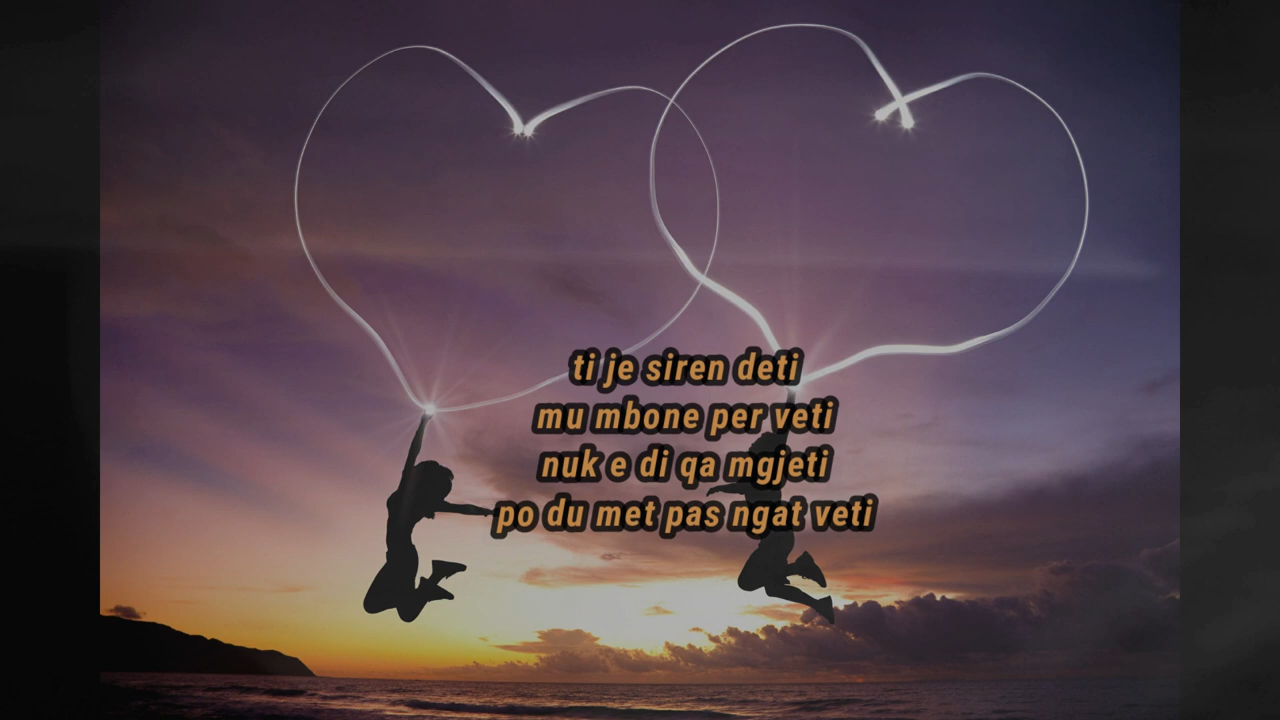 ti je siren deti
mu mbone per veti
nuk e di qa mgjeti
po du met pas ngat veti